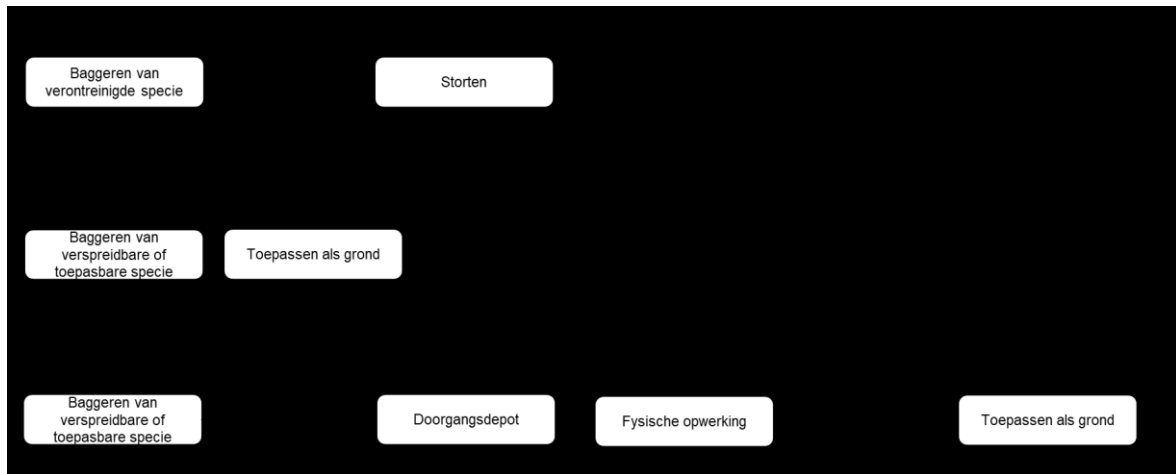 Baggeren van
verontreinigde specie
Storten
Baggeren van
verspreidbare of
toepasbare specie
Toepassen als grond
Baggeren van
verspreidbare of
toepasbare specie
Doorgangsdepot
Fysische opwerking
Toepassen als grond